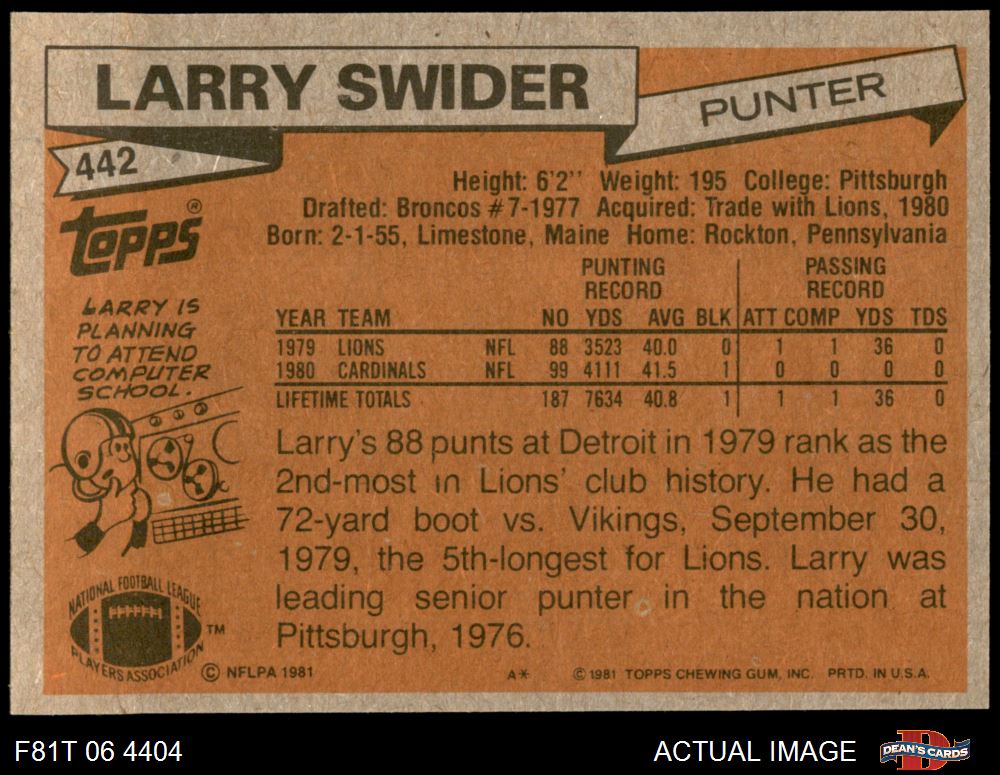 LARRY SWIDER
PUNTER
442
Height: 6'2" Weight: 195 College: Pittsburgh
Drafted: Broncos #7-1977 Acquired: Trade with Lions, 1980
Born: 2-1-55, Limestone, Maine Home: Rockton, Pennsylvania
TOPPS ®
LARRY IS
PLANNING
TO ATTEND
COMPUTER
SCHOOL.
PUNTING PASSING
RECORD RECORD
YEAR TEAM NO YDS AVG BLK ATT COMP YDS TDS
1979 LIONS NFL 88 3523 40.0 0 1 1 36 0
1980 CARDINALS NFL 99 4111 41.5 1 0 0 0 0
LIFETIME TOTALS 187 7634 40.8 1 1 1 36 0
Larry's 88 punts at Detroit in 1979 rank as the
2nd-most in Lions' club history. He had a
72-yard boot vs. Vikings, September 30,
1979, the 5th-longest for Lions. Larry was
leading senior punter in the nation at
Pittsburgh, 1976.
NATIONAL FOOTBALL LEAGUE
PLAYERS ASSOCIATION
TM
© NFLPA 1981
A*
© 1981 TOPPS CHEWING GUM, INC. PRTD. IN U.S.A.
F81T 06 4404
ACTUAL IMAGE
D
DEAN'S CARDS